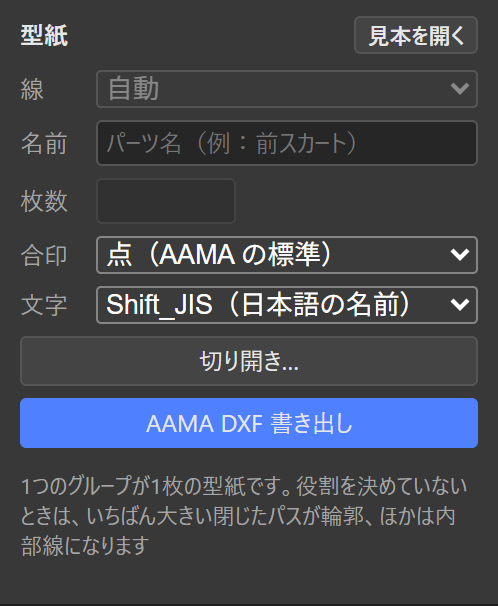 型紙
見本を開く
線
自動
名前
パーツ名（例：前スカート）
枚数
合印
点（AAMA の標準）
文字
Shift_JIS（日本語の名前）
切り開き...
AAMA DXF 書き出し
1つのグループが1枚の型紙です。役割を決めていない
ときは、いちばん大きい閉じたパスが輪郭、ほかは内
部線になります